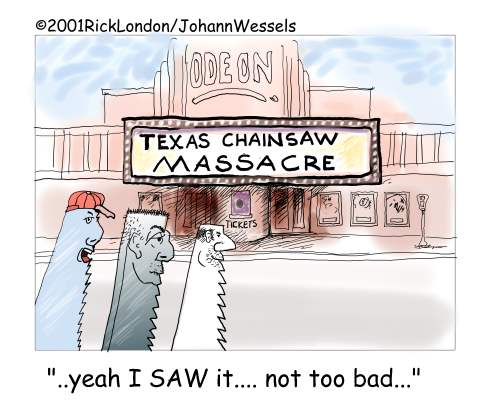 ©2001RickLondon/JohannWessels
ODEON
TEXAS CHAINSAW
MASSACRE
TICKETS
"..yeah I SAW it.... not too bad..."